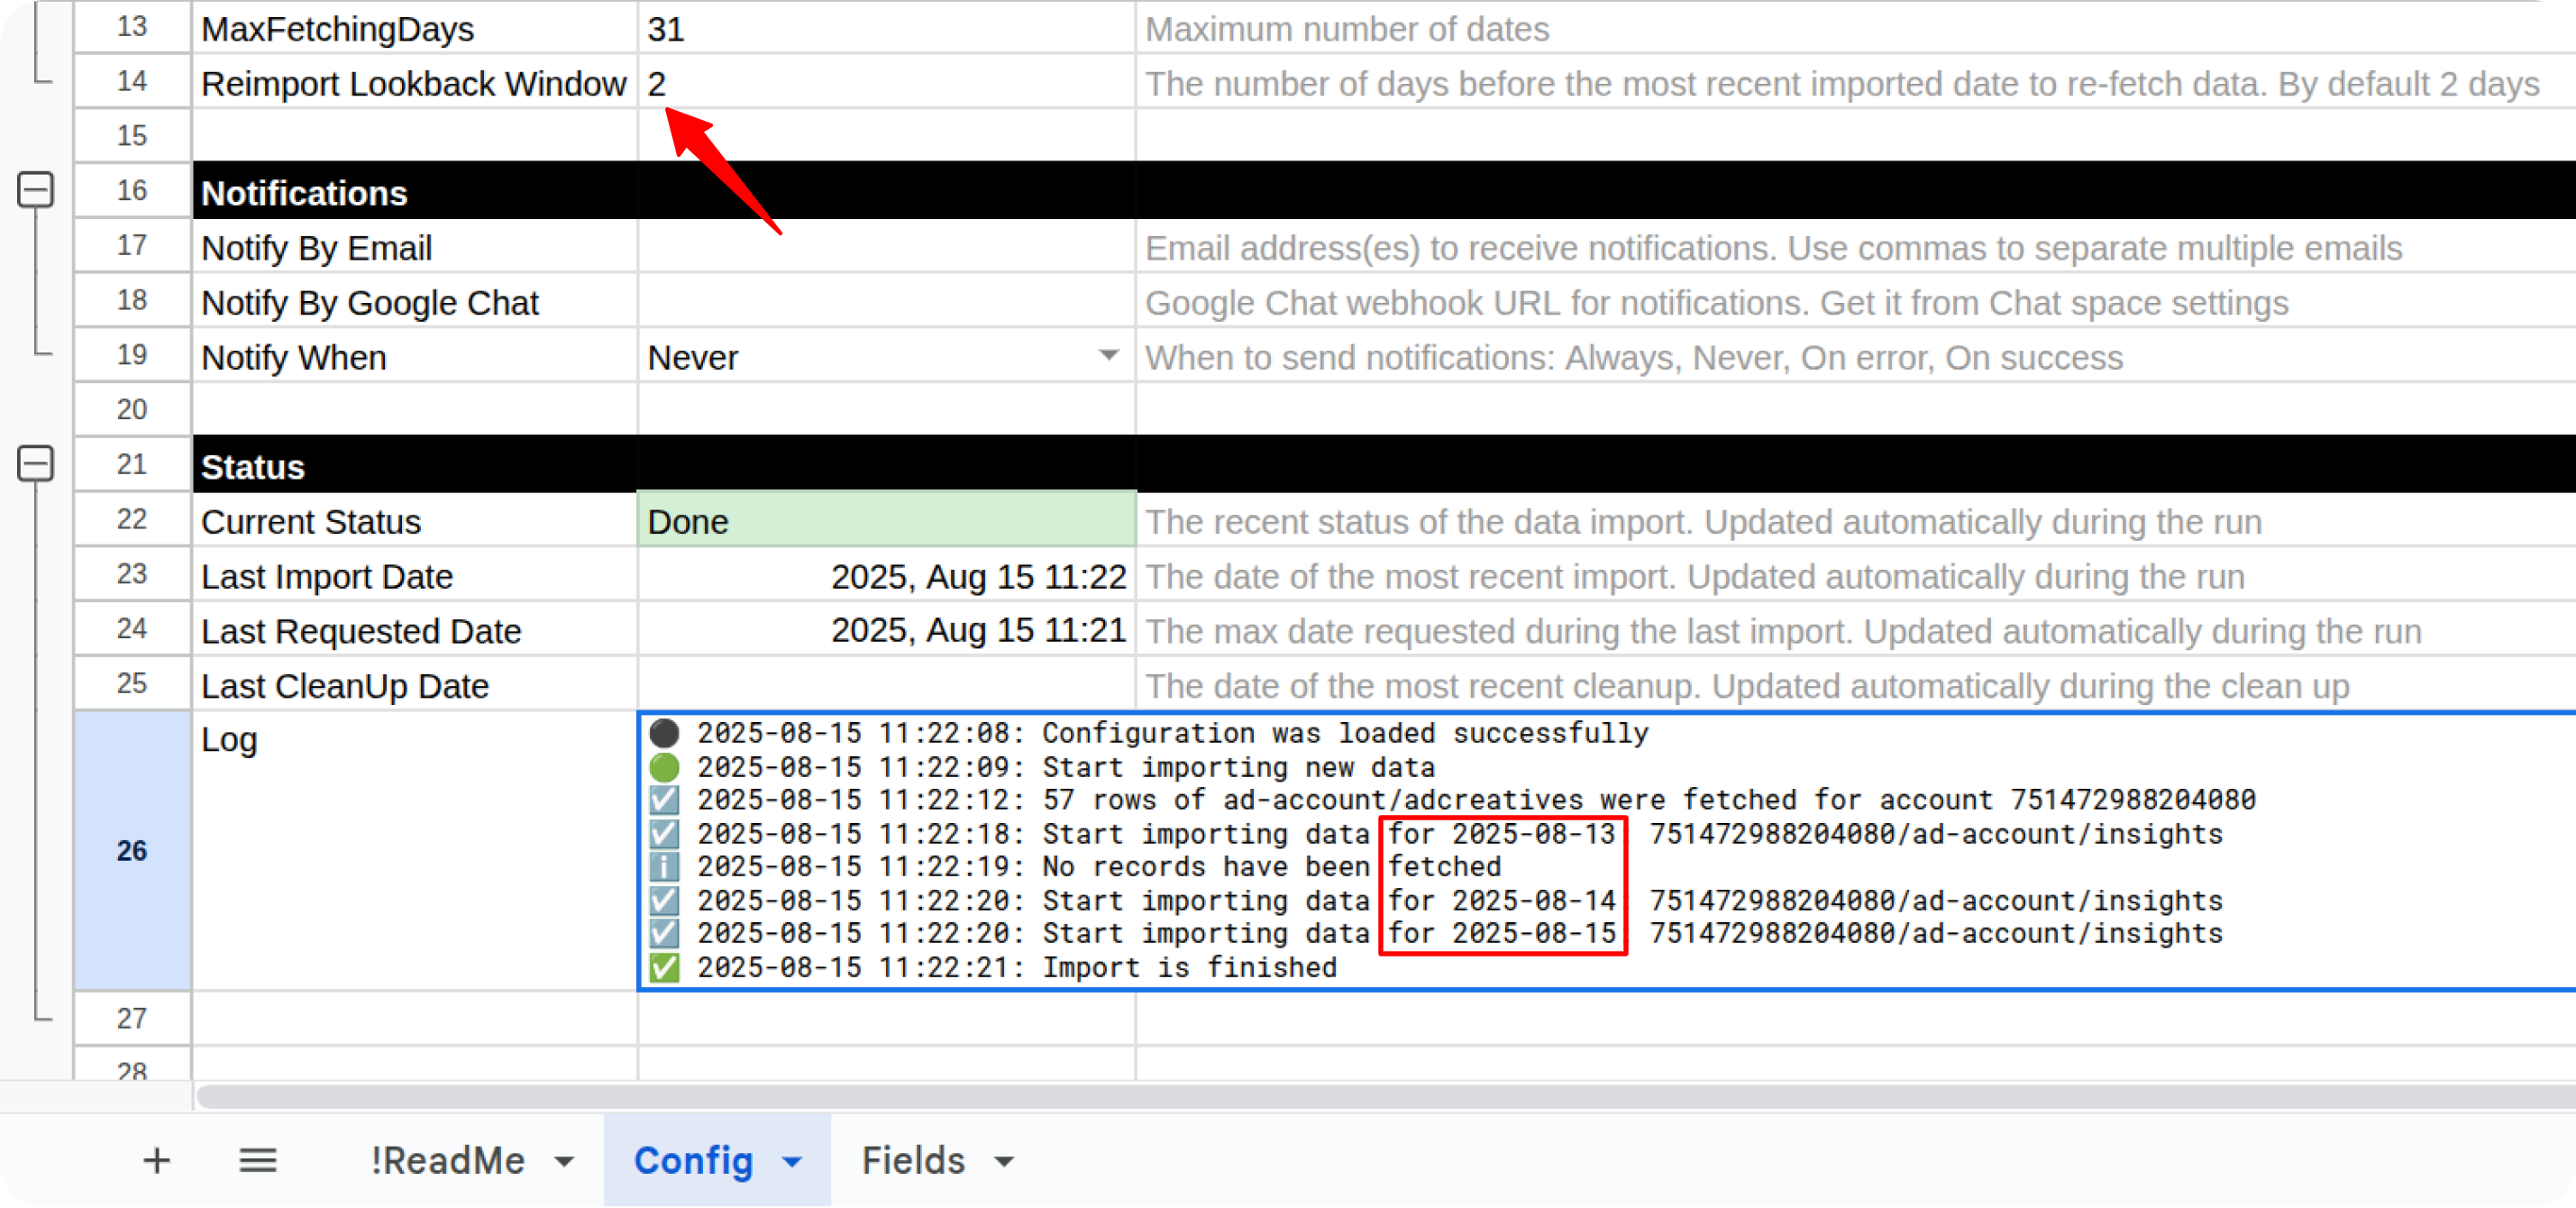 13 MaxFetchingDays 31 Maximum number of dates
14 Reimport Lookback Window 2 The number of days before the most recent imported date to re-fetch data. By default 2 days
15
16 Notifications
17 Notify By Email Email address(es) to receive notifications. Use commas to separate multiple emails
18 Notify By Google Chat Google Chat webhook URL for notifications. Get it from Chat space settings
19 Notify When Never When to send notifications: Always, Never, On error, On success
20
21 Status
22 Current Status Done The recent status of the data import. Updated automatically during the run
23 Last Import Date 2025, Aug 15 11:22 The date of the most recent import. Updated automatically during the run
24 Last Requested Date 2025, Aug 15 11:21 The max date requested during the last import. Updated automatically during the run
25 Last CleanUp Date The date of the most recent cleanup. Updated automatically during the clean up
26 Log
2025-08-15 11:22:08: Configuration was loaded successfully
2025-08-15 11:22:09: Start importing new data
2025-08-15 11:22:12: 57 rows of ad-account/adcreatives were fetched for account 751472988204080
2025-08-15 11:22:18: Start importing data for 2025-08-13: 751472988204080/ad-account/insights
2025-08-15 11:22:19: No records have been fetched
2025-08-15 11:22:20: Start importing data for 2025-08-14: 751472988204080/ad-account/insights
2025-08-15 11:22:20: Start importing data for 2025-08-15: 751472988204080/ad-account/insights
2025-08-15 11:22:21: Import is finished
27
28
!ReadMe Config Fields